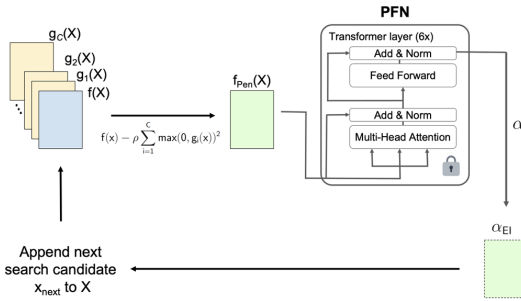 PFN
Transformer layer (6x)
Add & Norm
Feed Forward
Add & Norm
Multi-Head Attention
g_C(X)
g_2(X)
g_1(X)
f(X)
f(x) − ρ ∑_{i=1}^{C} max(0, g_i(x))^2
f_Pen(X)
α
α_EI
Append next
search candidate
x_next to X